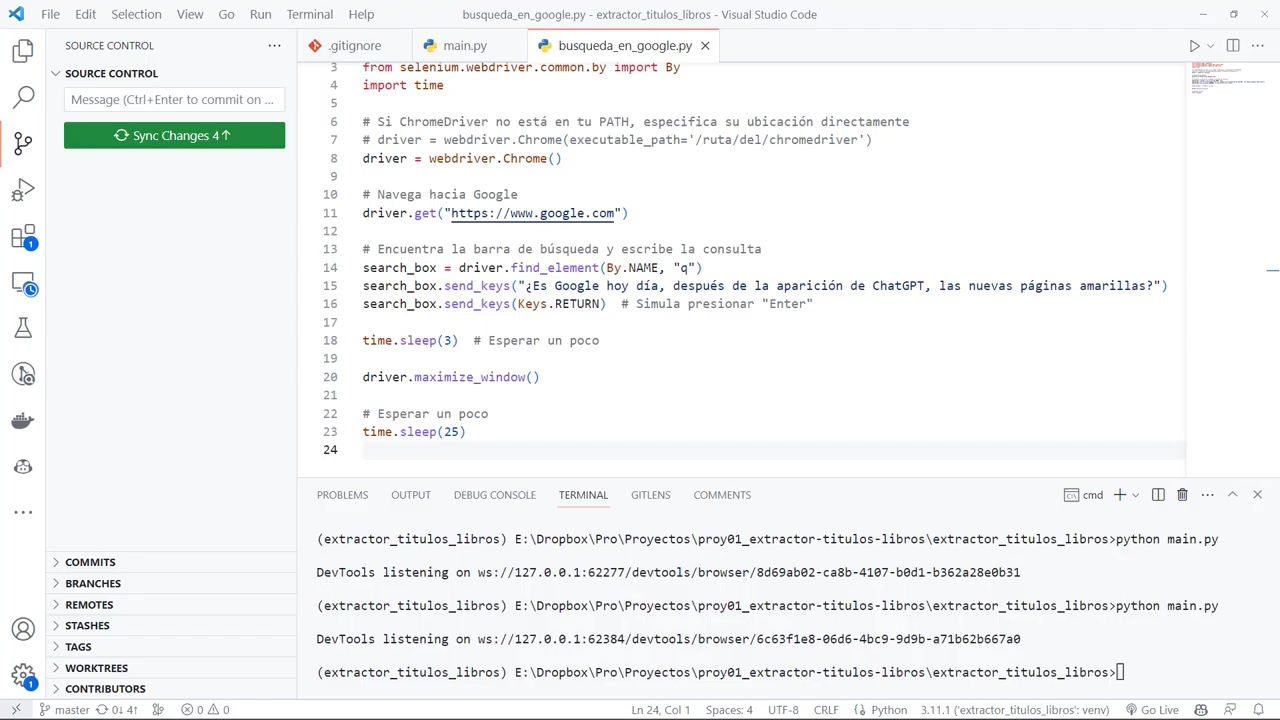 File Edit Selection View Go Run Terminal Help
busqueda_en_google.py - extractor_titulos_libros - Visual Studio Code
SOURCE CONTROL
.gitignore
main.py
busqueda_en_google.py
SOURCE CONTROL
Message (Ctrl+Enter to commit on ...
Sync Changes 4↑
3 from selenium.webdriver.common.by import By
4 import time
5
6 # Si ChromeDriver no está en tu PATH, especifica su ubicación directamente
7 # driver = webdriver.Chrome(executable_path='/ruta/del/chromedriver')
8 driver = webdriver.Chrome()
9
10 # Navega hacia Google
11 driver.get("https://www.google.com")
12
13 # Encuentra la barra de búsqueda y escribe la consulta
14 search_box = driver.find_element(By.NAME, "q")
15 search_box.send_keys("¿Es Google hoy día, después de la aparición de ChatGPT, las nuevas páginas amarillas?")
16 search_box.send_keys(Keys.RETURN)  # Simula presionar "Enter"
17
18 time.sleep(3)  # Esperar un poco
19
20 driver.maximize_window()
21
22 # Esperar un poco
23 time.sleep(25)
24
1
PROBLEMS OUTPUT DEBUG CONSOLE TERMINAL GITLENS COMMENTS
cmd
(extractor_titulos_libros) E:\Dropbox\Pro\Proyectos\proy01_extractor-titulos-libros\extractor_titulos_libros>python main.py
DevTools listening on ws://127.0.0.1:62277/devtools/browser/8d69ab02-ca8b-4107-b0d1-b362a28e0b31
(extractor_titulos_libros) E:\Dropbox\Pro\Proyectos\proy01_extractor-titulos-libros\extractor_titulos_libros>python main.py
DevTools listening on ws://127.0.0.1:62384/devtools/browser/6c63f1e8-06d6-4bc9-9d9b-a71b62b667a0
(extractor_titulos_libros) E:\Dropbox\Pro\Proyectos\proy01_extractor-titulos-libros\extractor_titulos_libros>
COMMITS
BRANCHES
REMOTES
STASHES
TAGS
WORKTREES
CONTRIBUTORS
1
master 0↓ 4↑ 0 0
Ln 24, Col 1 Spaces: 4 UTF-8 CRLF Python 3.11.1 ('extractor_titulos_libros': venv) Go Live